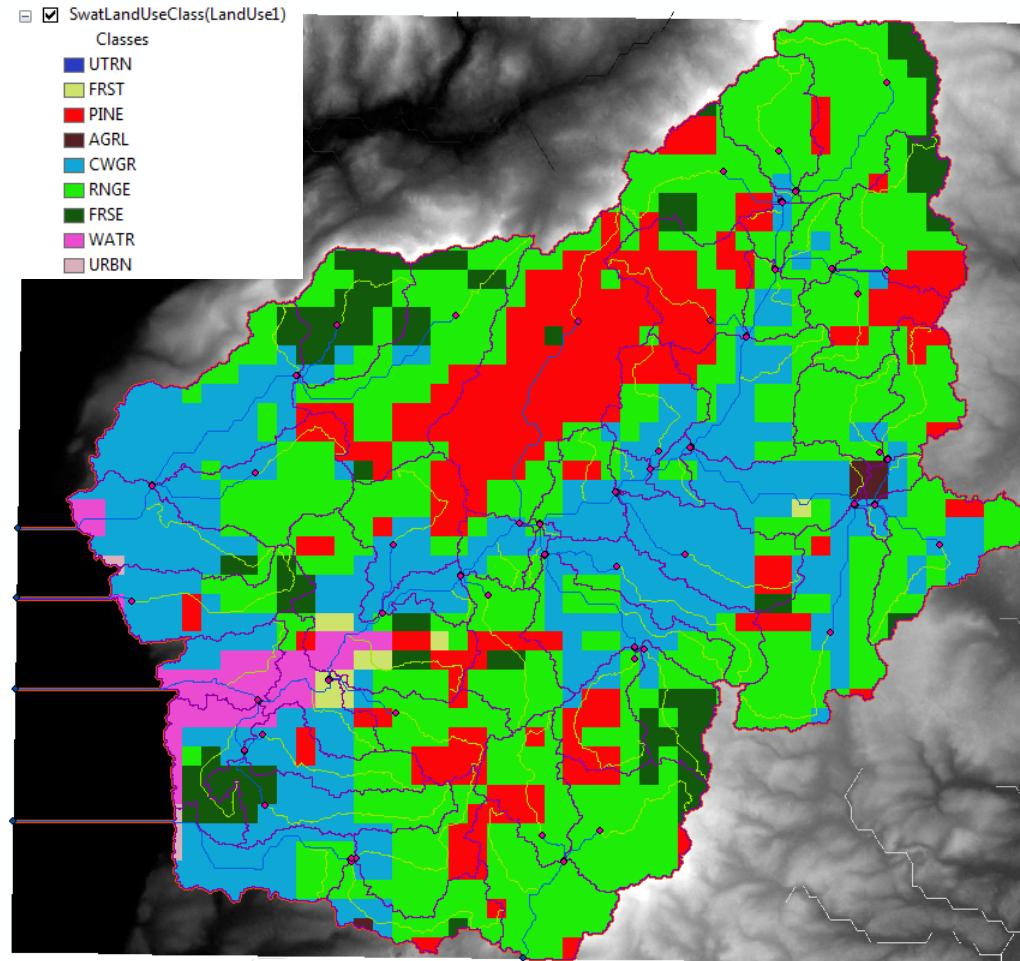 SwatLandUseClass(LandUse1)
Classes
UTRN
FRST
PINE
AGRL
CWGR
RNGE
FRSE
WATR
URBN